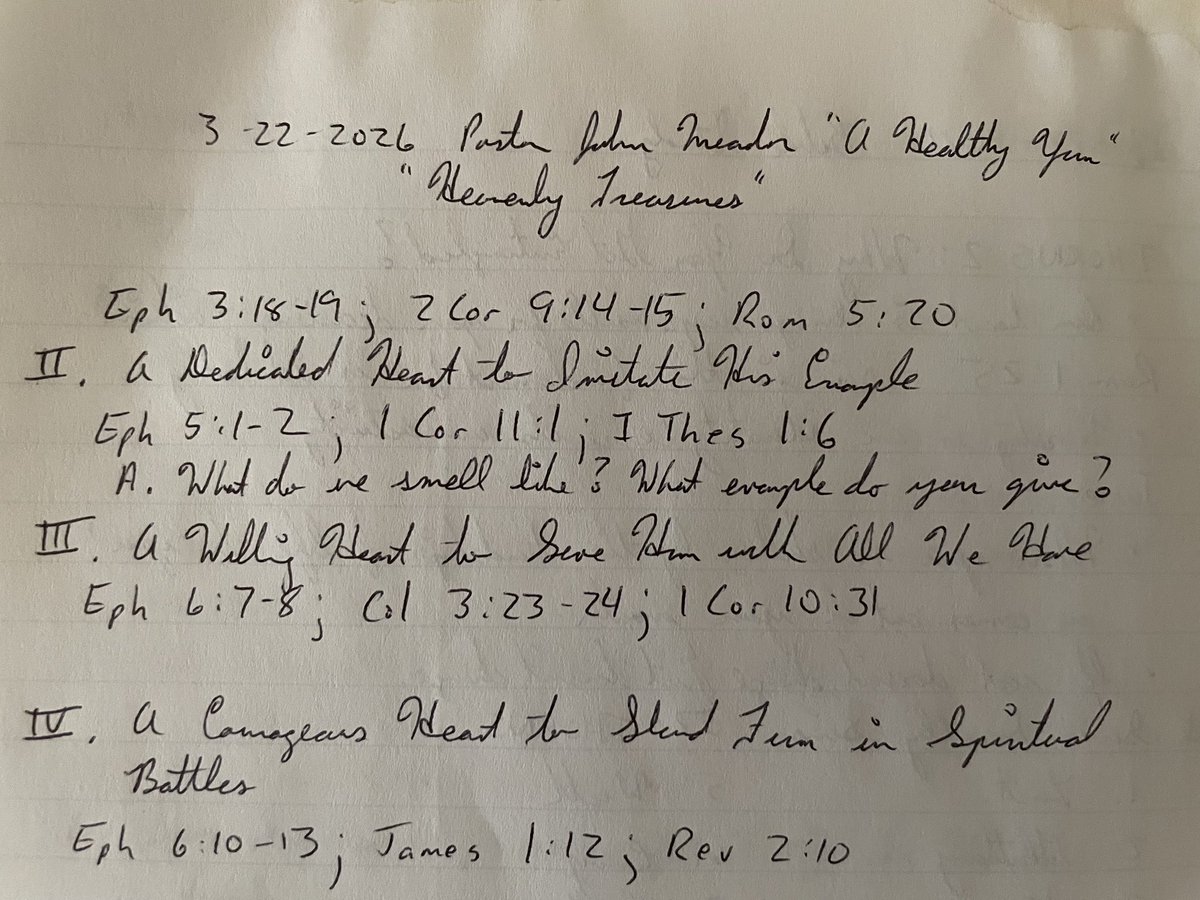 3-22-2026 Pastor John Meador "A Healthy You"
"Heavenly Treasures"
Eph 3:18-19; 2 Cor 9:14-15; Rom 5:20
II. A Dedicated Heart to Imitate His Example
Eph 5:1-2; 1 Cor 11:1; I Thes 1:6
A. What do we smell like? What example do you give?
III. A Willing Heart to Serve Him with All We Have
Eph 6:7-8; Col 3:23-24; 1 Cor 10:31
IV. A Courageous Heart to Stand Firm in Spiritual
Battles
Eph 6:10-13; James 1:12; Rev 2:10